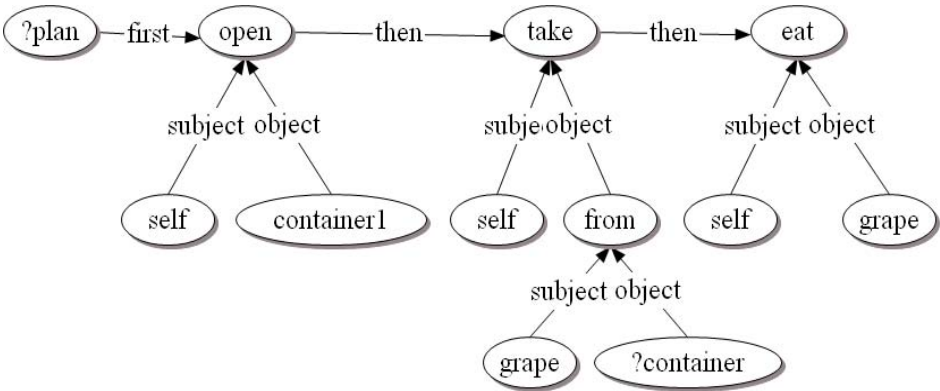 ?plan first open then take then eat
subject object subje object subject object
self container1 self from self grape
subject object
grape ?container